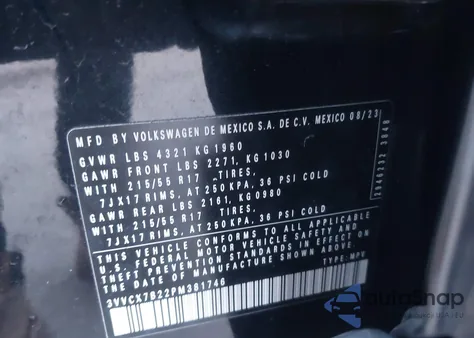 MFD BY VOLKSWAGEN DE MEXICO S.A. DE C.V. MEXICO 08/23
GVWR LBS 4321 KG 1960
GAWR FRONT LBS 2271, KG 1030
WITH 215/55 R17 TIRES,
7JX17 RIMS, AT 250 KPA, 36 PSI COLD
GAWR REAR LBS 2161, KG 0980
WITH 215/55 R17 TIRES,
7JX17 RIMS, AT 250 KPA, 36 PSI COLD
THIS VEHICLE CONFORMS TO ALL APPLICABLE
U.S. FEDERAL MOTOR VEHICLE SAFETY AND
THEFT PREVENTION STANDARDS IN EFFECT
ON THE DATE OF MANUFACTURE SHOWN ABOVE
3VVCX7B22PM381746 TYPE: MPV
AutoSnap